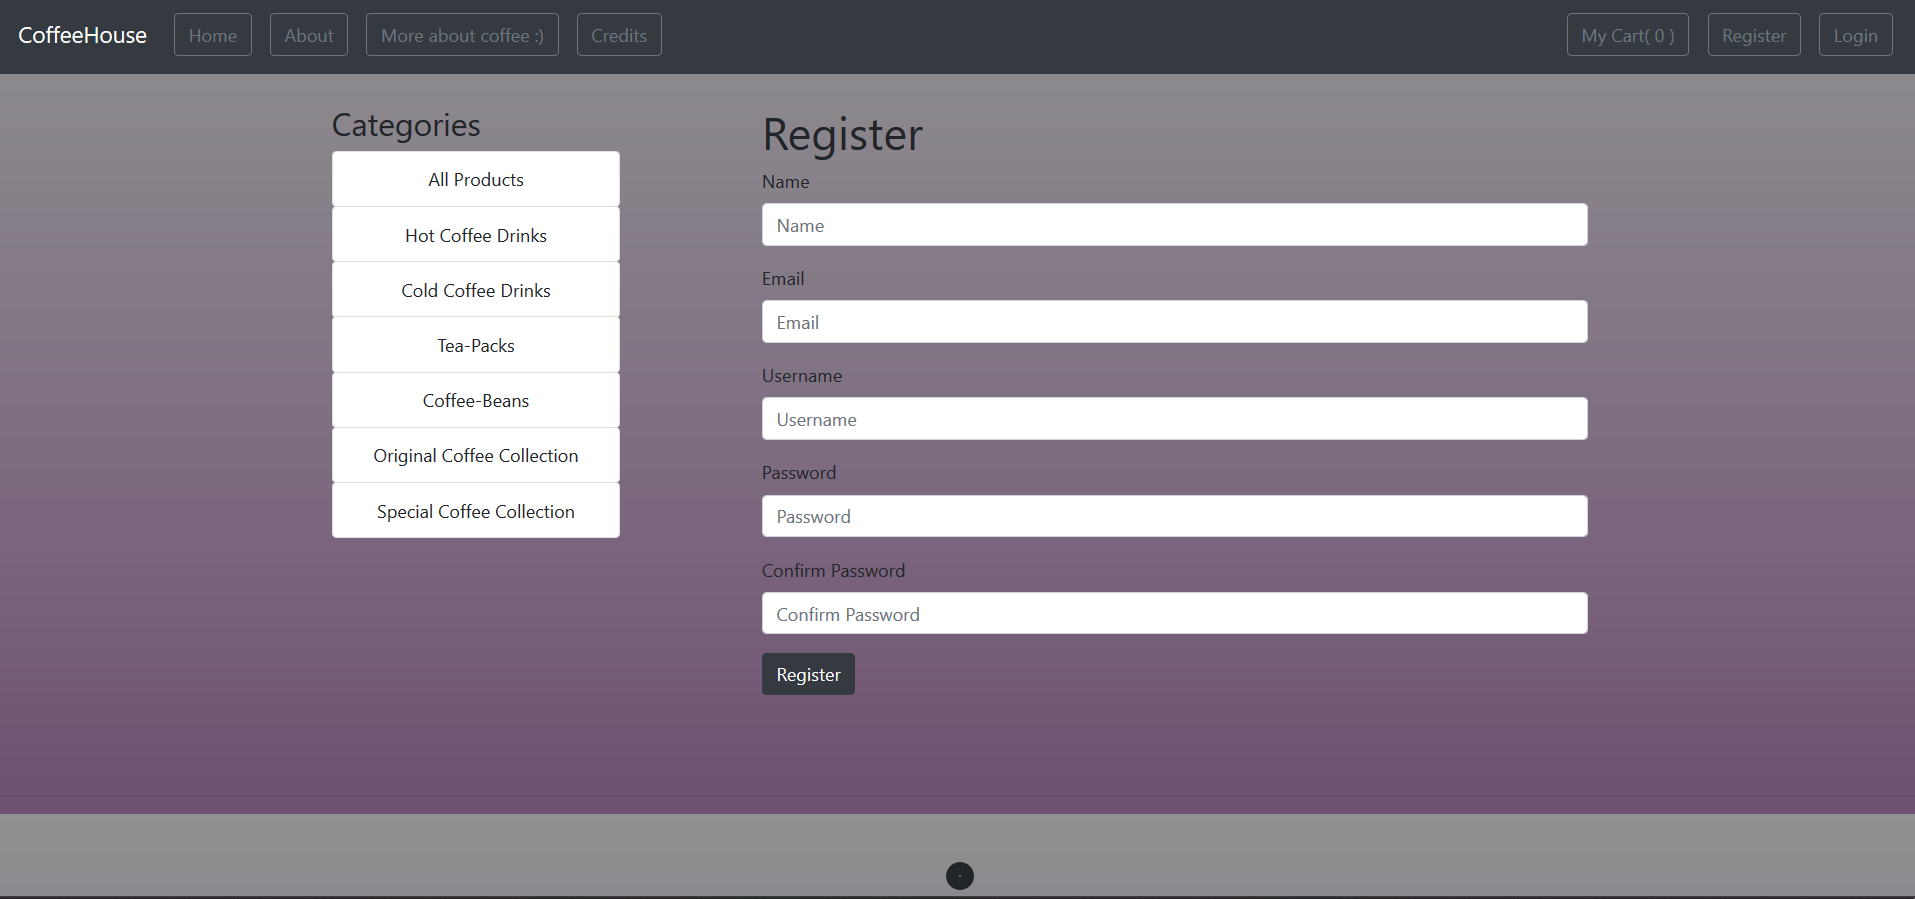 CoffeeHouse Home About More about coffee :) Credits My Cart( 0 ) Register Login
Categories
All Products
Hot Coffee Drinks
Cold Coffee Drinks
Tea-Packs
Coffee-Beans
Original Coffee Collection
Special Coffee Collection
Register
Name
Name
Email
Email
Username
Username
Password
Password
Confirm Password
Confirm Password
Register